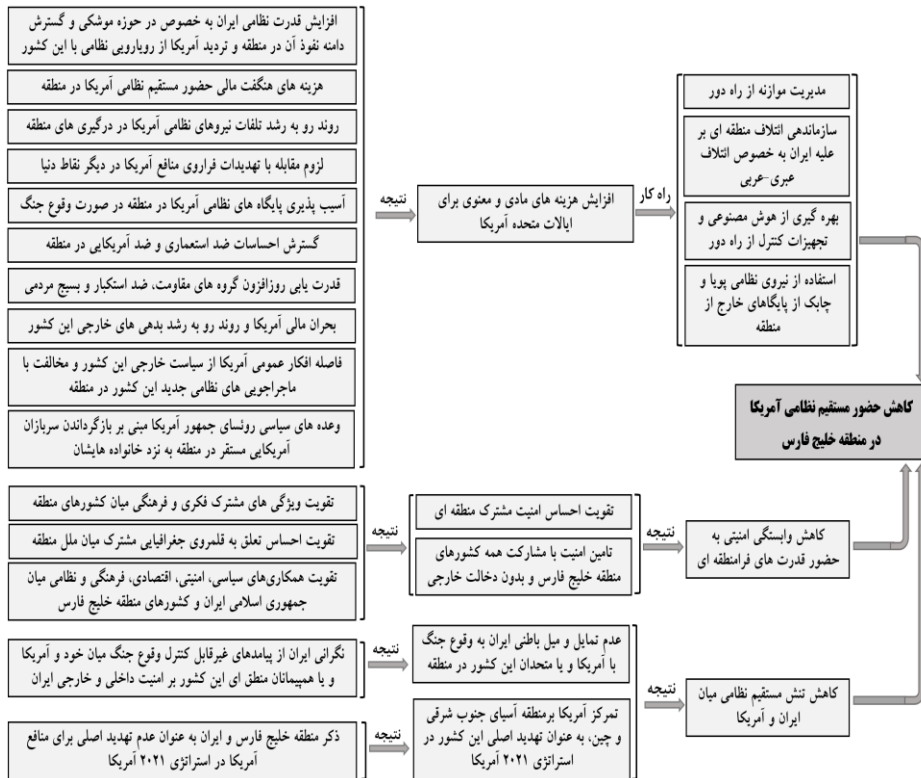 افزایش قدرت نظامی ایران به خصوص در حوزه موشکی و گسترش
دامنه نفوذ آن در منطقه و تردید آمریکا از رویارویی نظامی با این کشور
هزینه های هنگفت مالی حضور مستقیم نظامی آمریکا در منطقه
روند رو به رشد تلفات نیروهای نظامی آمریکا در درگیری های منطقه
لزوم مقابله با تهدیدات فراروی منافع آمریکا در دیگر نقاط دنیا
آسیب پذیری پایگاه های نظامی آمریکا در منطقه در صورت وقوع جنگ
گسترش احساسات ضد استعماری و ضد آمریکایی در منطقه
قدرت یابی روزافزون گروه های مقاومت، ضد استکبار و بسیج مردمی
بحران مالی آمریکا و روند رو به رشد بدهی های خارجی این کشور
فاصله افکار عمومی آمریکا از سیاست خارجی این کشور و مخالفت با
ماجراجویی های نظامی جدید این کشور در منطقه
وعده های سیاسی روئسای جمهور آمریکا مبنی بر بازگرداندن سربازان
آمریکایی مستقر در منطقه به نزد خانواده هایشان
نتیجه
افزایش هزینه های مادی و معنوی برای
ایالات متحده آمریکا
راه کار
مدیریت موازنه از راه دور
سازماندهی ائتلاف منطقه ای بر
علیه ایران به خصوص ائتلاف
عبری-عربی
بهره گیری از هوش مصنوعی و
تجهیزات کنترل از راه دور
استفاده از نیروی نظامی پویا و
چابک از پایگاهای خارج از
منطقه
کاهش حضور مستقیم نظامی آمریکا
در منطقه خلیج فارس
تقویت ویژگی های مشترک فکری و فرهنگی میان کشورهای منطقه
تقویت احساس تعلق به قلمروی جغرافیایی مشترک میان ملل منطقه
تقویت همکاری‌های سیاسی، امنیتی، اقتصادی، فرهنگی و نظامی میان
جمهوری اسلامی ایران و کشورهای منطقه خلیج فارس
نتیجه
تقویت احساس امنیت مشترک منطقه ای
تامین امنیت با مشارکت همه کشورهای
منطقه خلیج فارس و بدون دخالت خارجی
نتیجه
کاهش وابستگی امنیتی به
حضور قدرت های فرامنطقه ای
نگرانی ایران از پیامدهای غیرقابل کنترل وقوع جنگ میان خود و آمریکا
و یا همپیمانان منطق ای این کشور بر امنیت داخلی و خارجی ایران
نتیجه
عدم تمایل و میل باطنی ایران به وقوع جنگ
با آمریکا و یا متحدان این کشور در منطقه
ذکر منطقه خلیج فارس و ایران به عنوان عدم تهدید اصلی برای منافع
آمریکا در استراتژی ۲۰۲۱ آمریکا
نتیجه
تمرکز آمریکا برمنطقه آسیای جنوب شرقی
و چین، به عنوان تهدید اصلی این کشور در
استراتژی ۲۰۲۱ آمریکا
نتیجه
کاهش تنش مستقیم نظامی میان
ایران و آمریکا